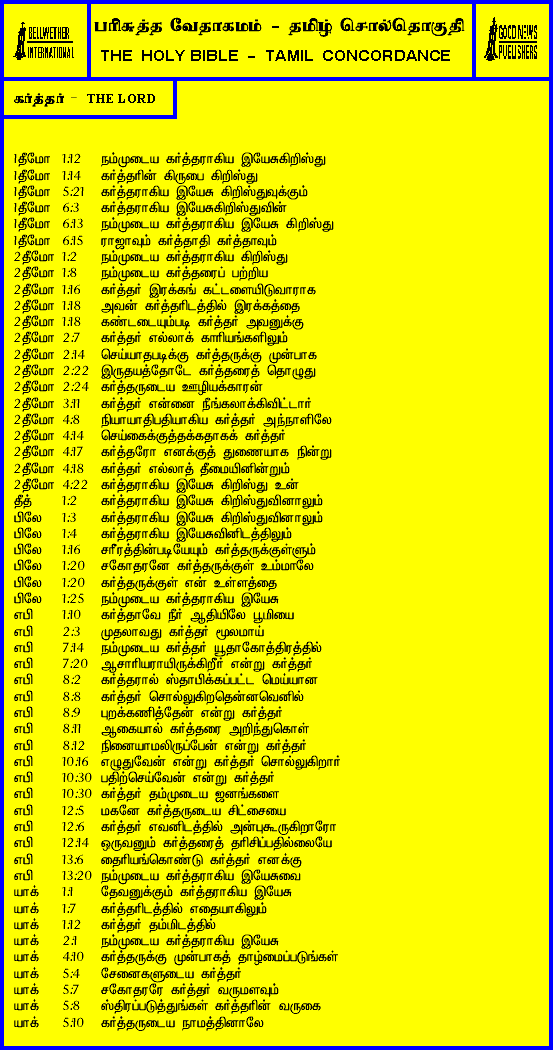 BELLWETHER
INTERNATIONAL
பரிசுத்த வேதாகமம் - தமிழ் சொல்தொகுதி
THE HOLY BIBLE - TAMIL CONCORDANCE
GOOD NEWS
PUBLISHERS
கர்த்தர் - THE LORD
1தீமோ 1:12 நம்முடைய கர்த்தராகிய இயேசுகிறிஸ்து
1தீமோ 1:14 கர்த்தரின் கிருபை கிறிஸ்து
1தீமோ 5:21 கர்த்தராகிய இயேசு கிறிஸ்துவுக்கும்
1தீமோ 6:3 கர்த்தராகிய இயேசுகிறிஸ்துவின்
1தீமோ 6:13 நம்முடைய கர்த்தராகிய இயேசு கிறிஸ்து
1தீமோ 6:15 ராஜாவும் கர்த்தாதி கர்த்தாவும்
2தீமோ 1:2 நம்முடைய கர்த்தராகிய கிறிஸ்து
2தீமோ 1:8 நம்முடைய கர்த்தரைப் பற்றிய
2தீமோ 1:16 கர்த்தர் இரக்கங் கட்டளையிடுவாராக
2தீமோ 1:18 அவன் கர்த்தரிடத்தில் இரக்கத்தை
2தீமோ 1:18 கண்டடையும்படி கர்த்தர் அவனுக்கு
2தீமோ 2:7 கர்த்தர் எல்லாக் காரியங்களிலும்
2தீமோ 2:14 செய்யாதபடிக்கு கர்த்தருக்கு முன்பாக
2தீமோ 2:22 இருதயத்தோடே கர்த்தரைத் தொழுது
2தீமோ 2:24 கர்த்தருடைய ஊழியக்காரன்
2தீமோ 3:11 கர்த்தர் என்னை நீங்கலாக்கிவிட்டார்
2தீமோ 4:8 நியாயாதிபதியாகிய கர்த்தர் அந்நாளிலே
2தீமோ 4:14 செய்கைக்குத்தக்கதாகக் கர்த்தர்
2தீமோ 4:17 கர்த்தரோ எனக்குத் துணையாக நின்று
2தீமோ 4:18 கர்த்தர் எல்லாத் தீமையினின்றும்
2தீமோ 4:22 கர்த்தராகிய இயேசு கிறிஸ்து உன்
தீத் 1:2 கர்த்தராகிய இயேசு கிறிஸ்துவினாலும்
பிலே 1:3 கர்த்தராகிய இயேசு கிறிஸ்துவினாலும்
பிலே 1:4 கர்த்தராகிய இயேசுவினிடத்திலும்
பிலே 1:16 சரீரத்தின்படியேயும் கர்த்தருக்குள்ளும்
பிலே 1:20 சகோதரனே கர்த்தருக்குள் உம்மாலே
பிலே 1:20 கர்த்தருக்குள் என் உள்ளத்தை
பிலே 1:25 நம்முடைய கர்த்தராகிய இயேசு
எபி 1:10 கர்த்தாவே நீர் ஆதியிலே பூமியை
எபி 2:3 முதலாவது கர்த்தர் மூலமாய்
எபி 7:14 நம்முடைய கர்த்தர் யூதாகோத்திரத்தில்
எபி 7:20 ஆசாரியராயிருக்கிறீர் என்று கர்த்தர்
எபி 8:2 கர்த்தரால் ஸ்தாபிக்கப்பட்ட மெய்யான
எபி 8:8 கர்த்தர் சொல்லுகிறதென்னவெனில்
எபி 8:9 புறக்கணித்தேன் என்று கர்த்தர்
எபி 8:11 ஆகையால் கர்த்தரை அறிந்துகொள்
எபி 8:12 நினையாமலிருப்பேன் என்று கர்த்தர்
எபி 10:16 எழுதுவேன் என்று கர்த்தர் சொல்லுகிறார்
எபி 10:30 பதிற்செய்வேன் என்று கர்த்தர்
எபி 10:30 கர்த்தர் தம்முடைய ஜனங்களை
எபி 12:5 மகனே கர்த்தருடைய சிட்சையை
எபி 12:6 கர்த்தர் எவனிடத்தில் அன்புகூருகிறாரோ
எபி 12:14 ஒருவனும் கர்த்தரைத் தரிசிப்பதில்லையே
எபி 13:6 தைரியங்கொண்டு கர்த்தர் எனக்கு
எபி 13:20 நம்முடைய கர்த்தராகிய இயேசுவை
யாக் 1:1 தேவனுக்கும் கர்த்தராகிய இயேசு
யாக் 1:7 கர்த்தரிடத்தில் எதையாகிலும்
யாக் 1:12 கர்த்தர் தம்மிடத்தில்
யாக் 2:1 நம்முடைய கர்த்தராகிய இயேசு
யாக் 4:10 கர்த்தருக்கு முன்பாகத் தாழ்மைப்படுங்கள்
யாக் 5:4 சேனைகளுடைய கர்த்தர்
யாக் 5:7 சகோதரரே கர்த்தர் வருமளவும்
யாக் 5:8 ஸ்திரப்படுத்துங்கள் கர்த்தரின் வருகை
யாக் 5:10 கர்த்தருடைய நாமத்தினாலே